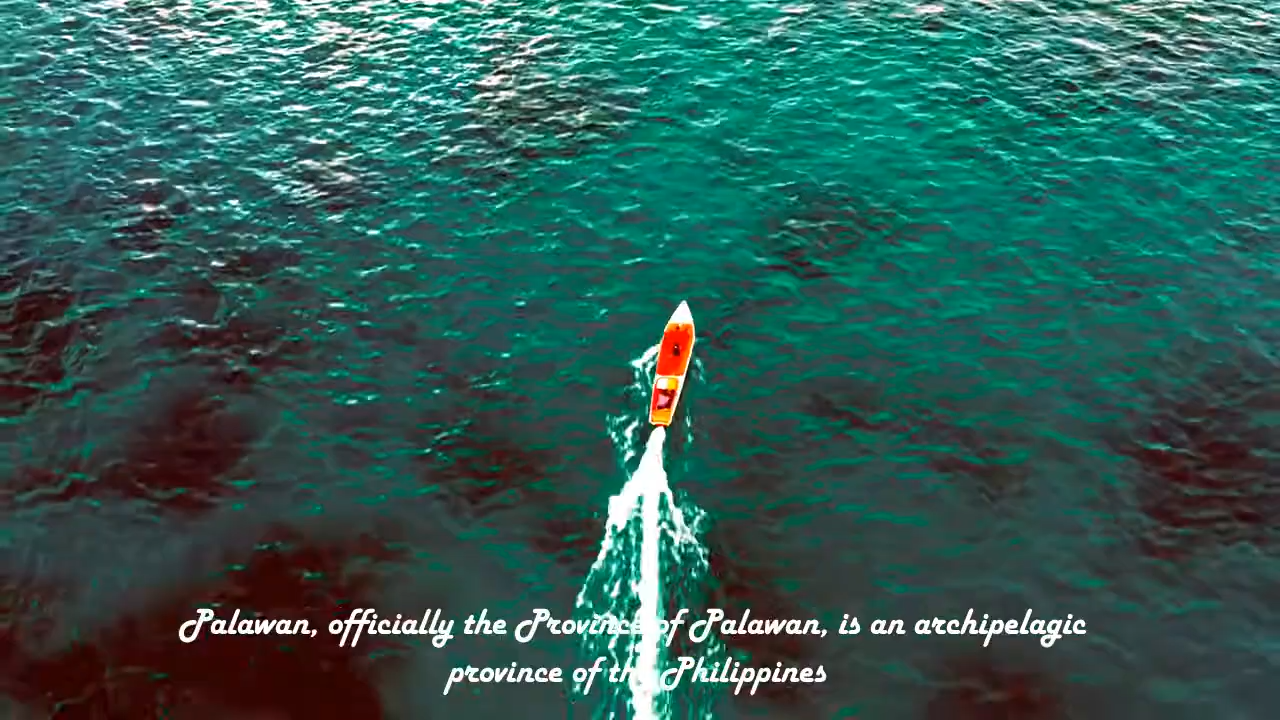 Palawan, officially the Province of Palawan, is an archipelagic
province of the Philippines